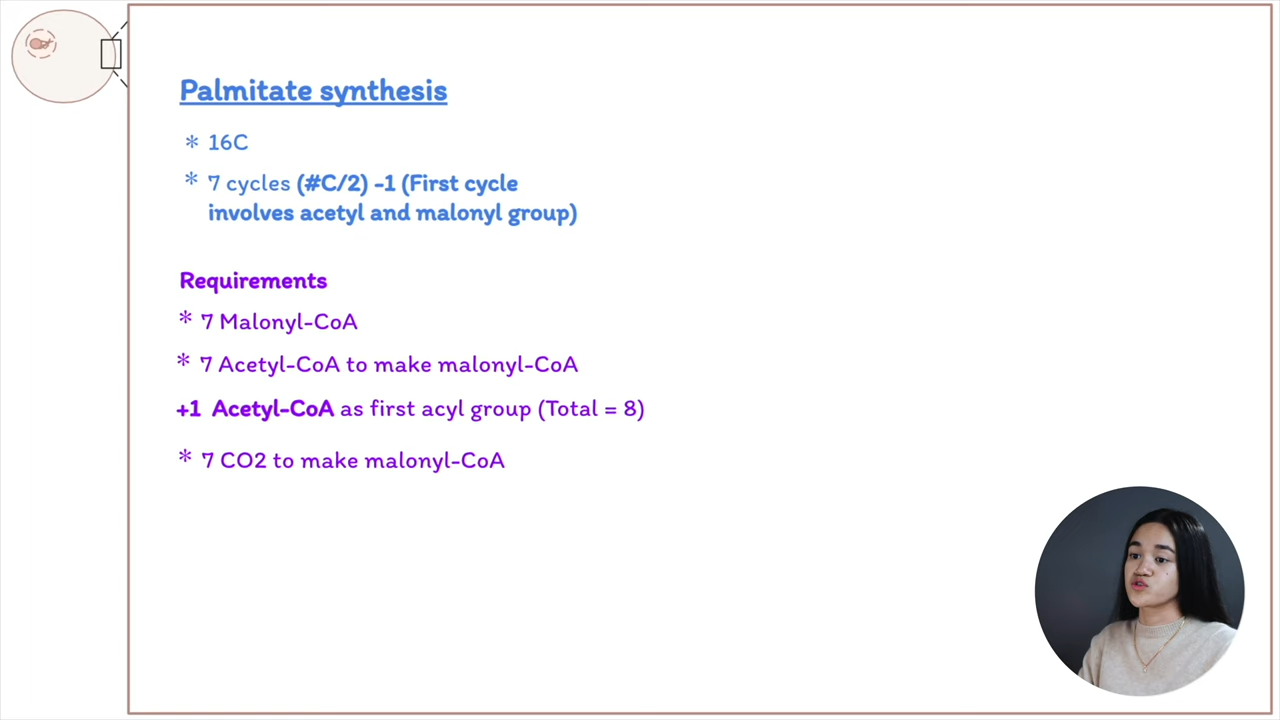 Palmitate synthesis
* 16C
* 7 cycles (#C/2) -1 (First cycle
involves acetyl and malonyl group)
Requirements
* 7 Malonyl-CoA
* 7 Acetyl-CoA to make malonyl-CoA
+1 Acetyl-CoA as first acyl group (Total = 8)
* 7 CO2 to make malonyl-CoA